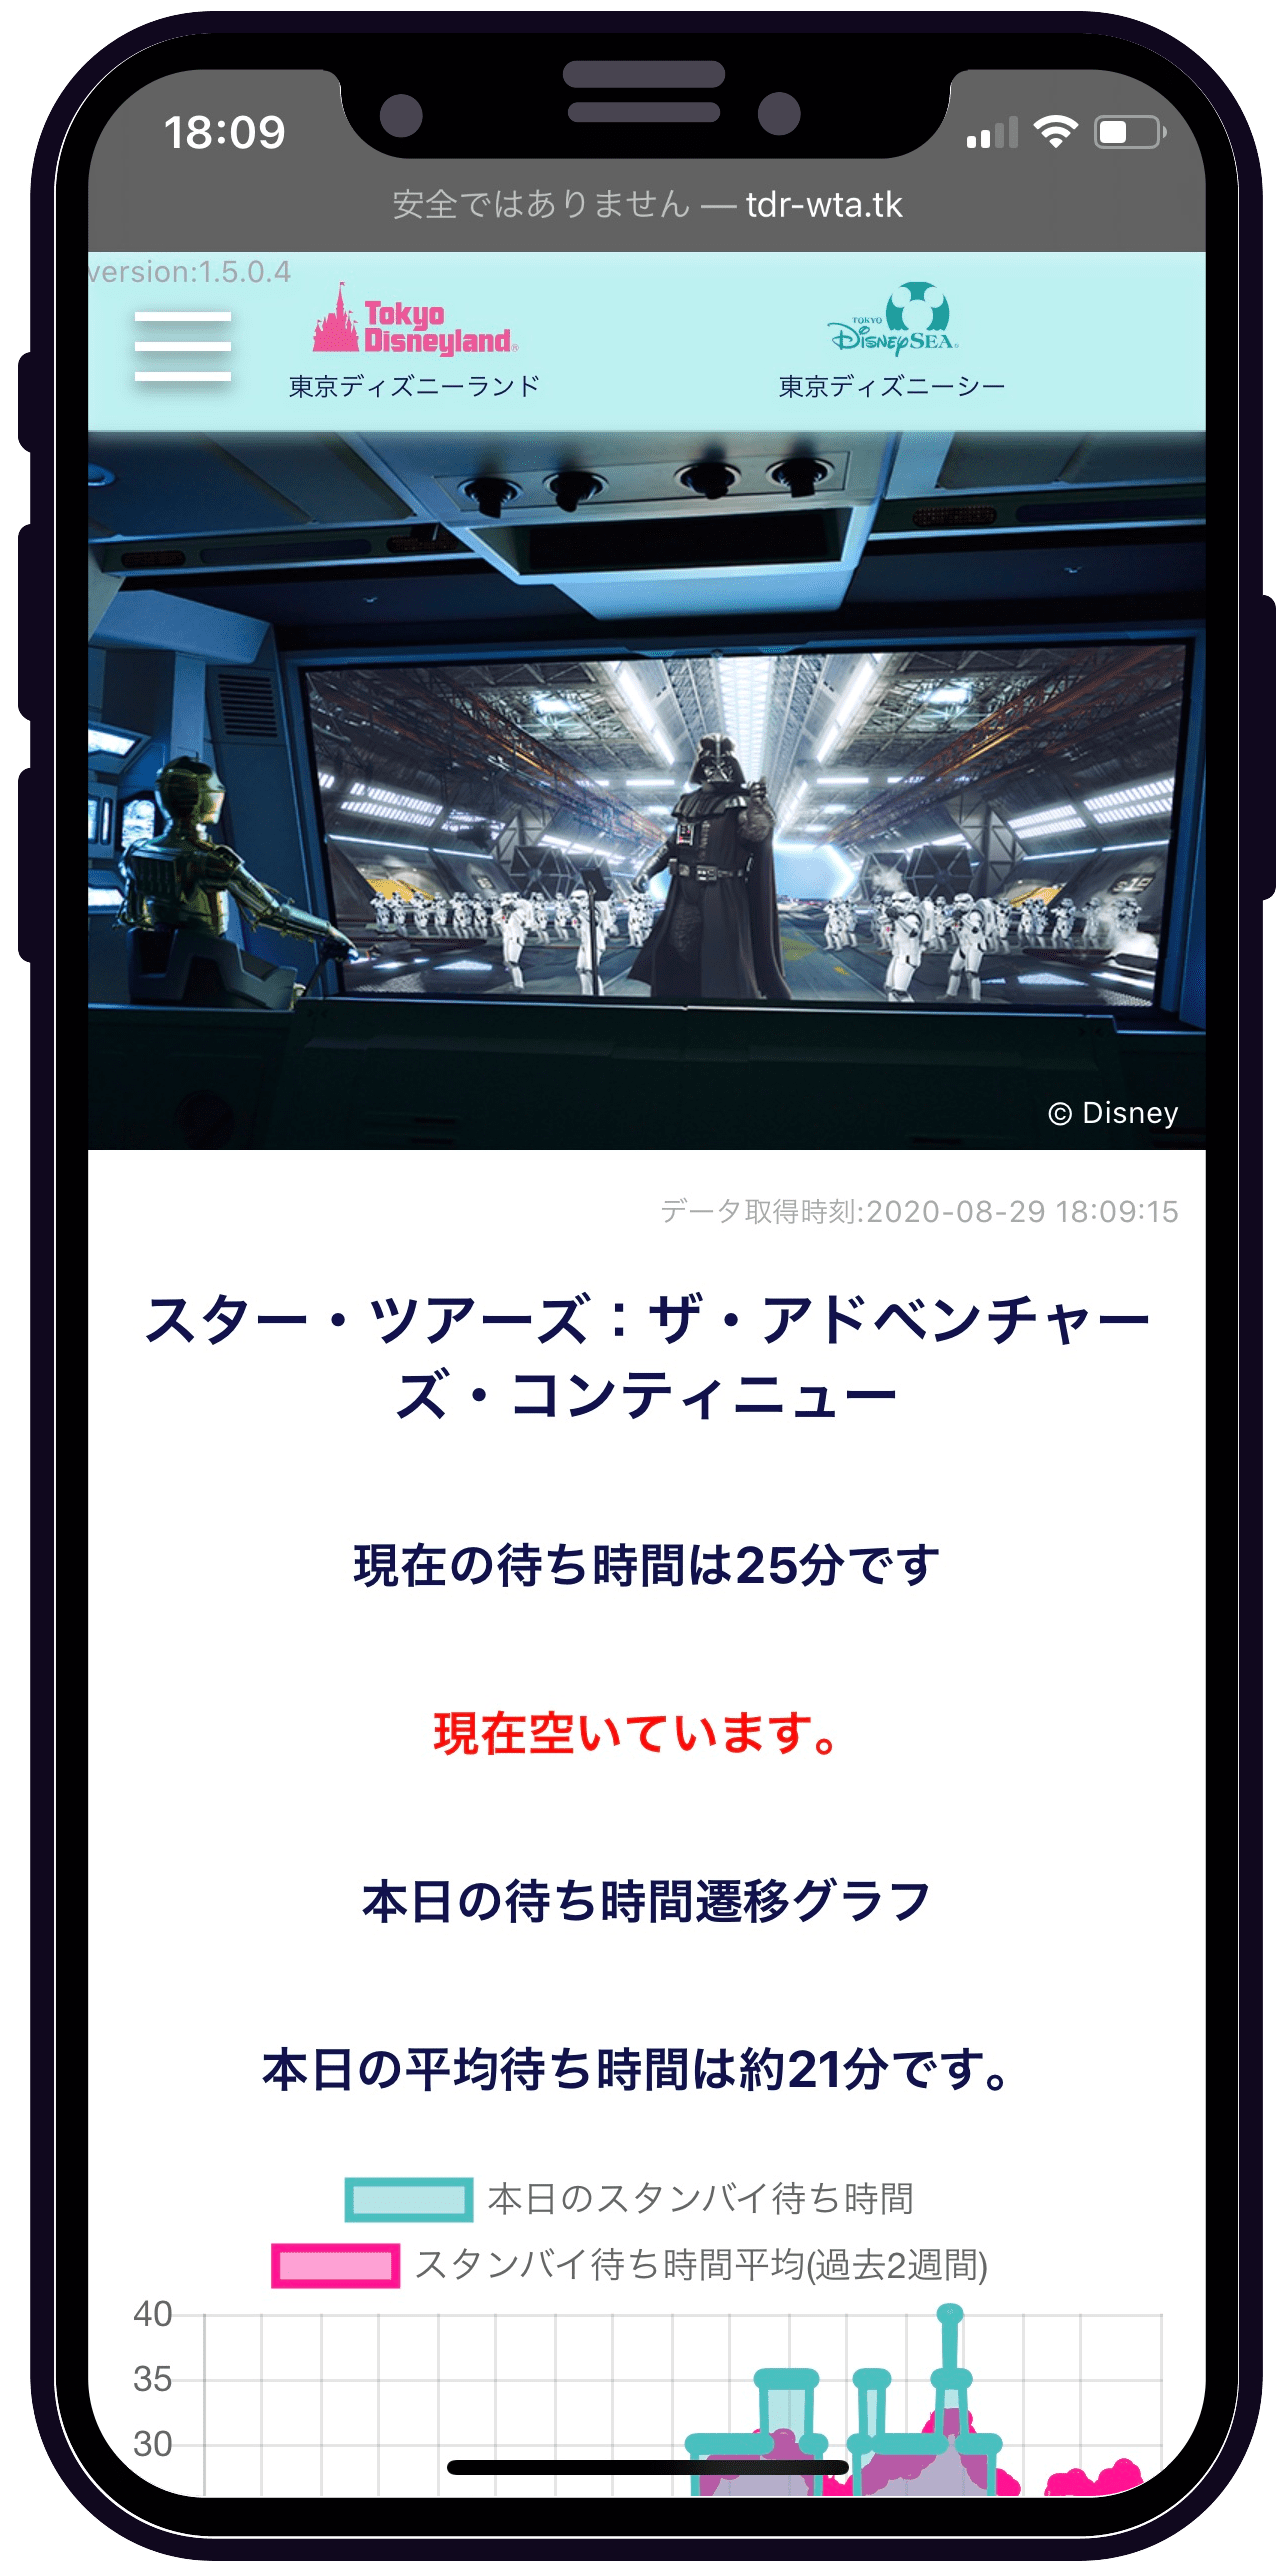 18:09
安全ではありません — tdr-wta.tk
version:1.5.0.4
Tokyo
Disneyland®
東京ディズニーランド
TOKYO
DisneySEA®
東京ディズニーシー
© Disney
データ取得時刻:2020-08-29 18:09:15
スター・ツアーズ：ザ・アドベンチャー
ズ・コンティニュー
現在の待ち時間は25分です
現在空いています。
本日の待ち時間遷移グラフ
本日の平均待ち時間は約21分です。
本日のスタンバイ待ち時間
スタンバイ待ち時間平均(過去2週間)
40
35
30